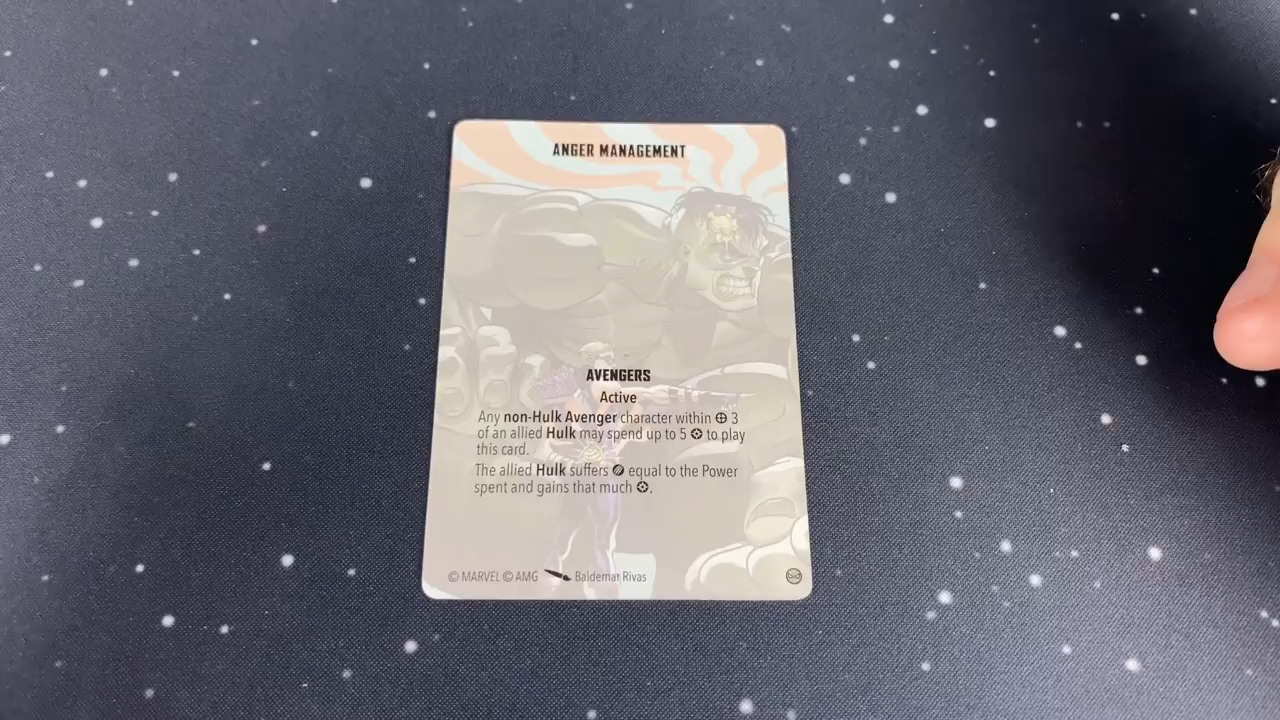 ANGER MANAGEMENT
AVENGERS
Active
Any non-Hulk Avenger character within 3
of an allied Hulk may spend up to 5 to play
this card.
The allied Hulk suffers equal to the Power
spent and gains that much .
© MARVEL © AMG Baldemar Rivas